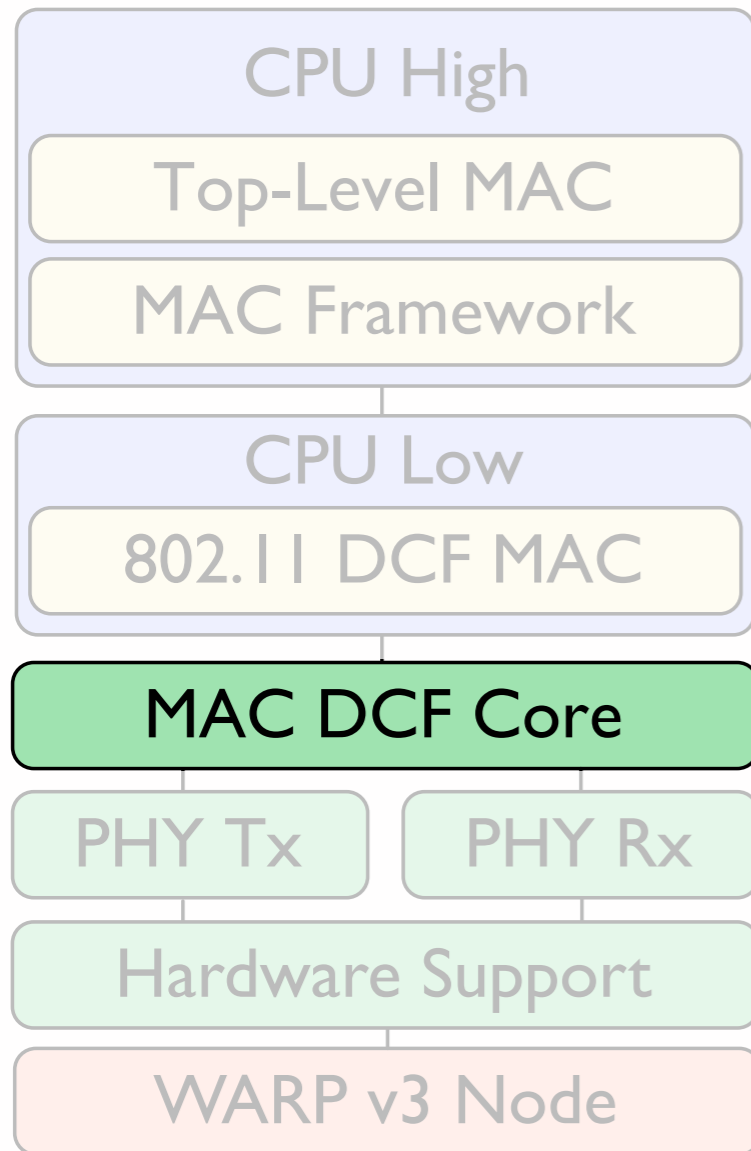 CPU High
Top-Level MAC
MAC Framework
CPU Low
802.11 DCF MAC
MAC DCF Core
PHY Tx PHY Rx
Hardware Support
WARP v3 Node